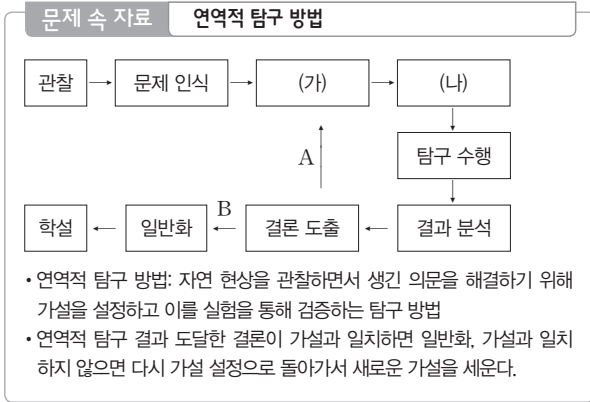 문제 속 자료 연역적 탐구 방법
관찰 문제 인식 (가) (나)
A 탐구 수행
학설 일반화 B 결론 도출 결과 분석
• 연역적 탐구 방법: 자연 현상을 관찰하면서 생긴 의문을 해결하기 위해
가설을 설정하고 이를 실험을 통해 검증하는 탐구 방법
• 연역적 탐구 결과 도달한 결론이 가설과 일치하면 일반화, 가설과 일치
하지 않으면 다시 가설 설정으로 돌아가서 새로운 가설을 세운다.